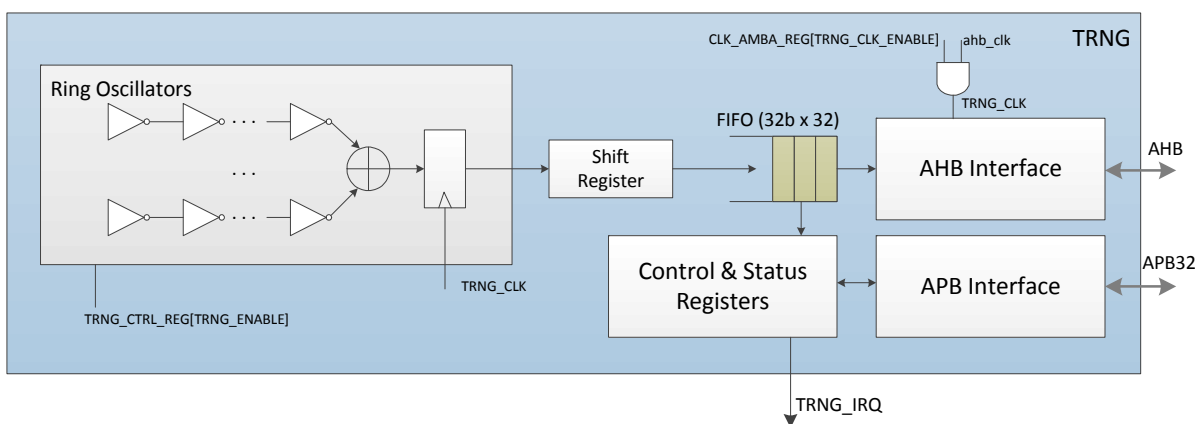 CLK_AMBA_REG[TRNG_CLK_ENABLE]
ahb_clk
TRNG
Ring Oscillators
TRNG_CLK
. . .
. . .
. . .
FIFO (32b x 32)
Shift
Register
AHB Interface
AHB
Control & Status
Registers
APB Interface
APB32
TRNG_CLK
TRNG_CTRL_REG[TRNG_ENABLE]
TRNG_IRQ